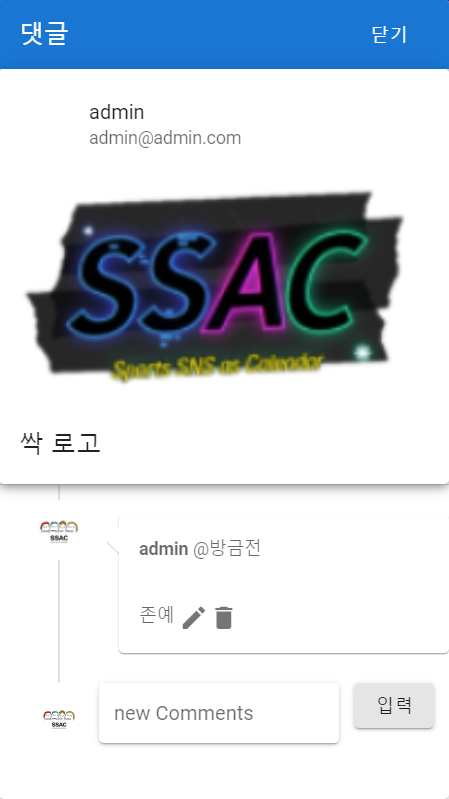 댓글
닫기
admin
admin@admin.com
SSAC
Sports SNS as Calendar
싹 로고
SSAC
admin @방금전
존예
new Comments
입력
SSAC